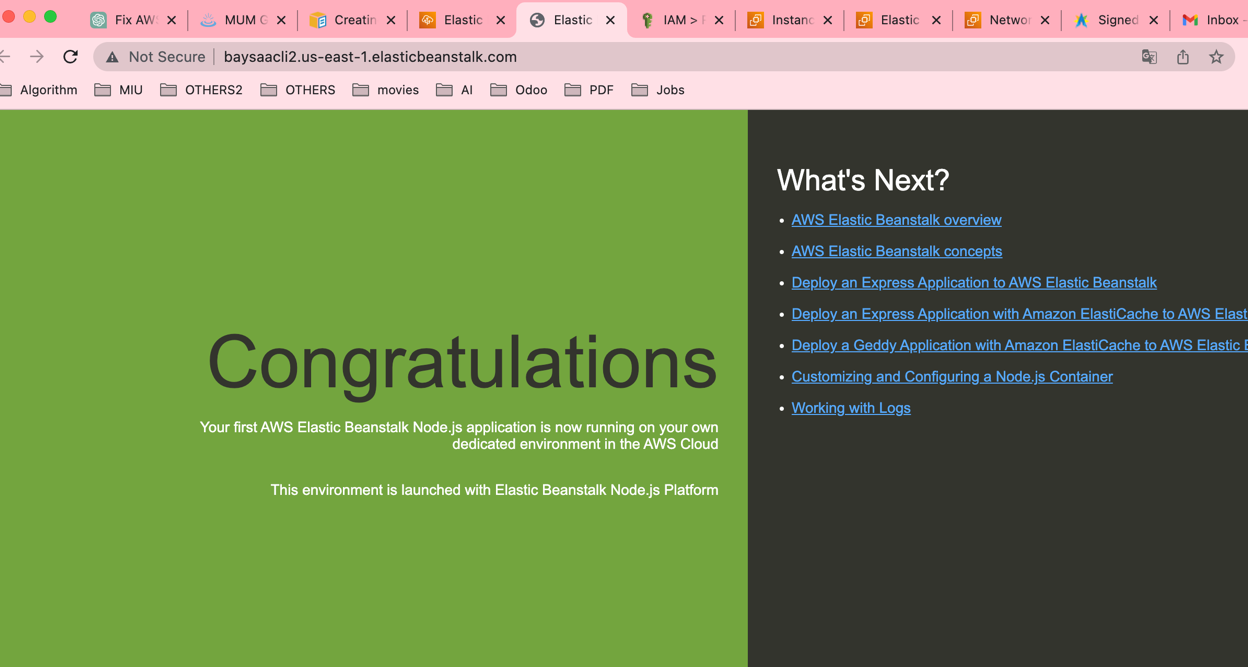 Fix AW
MUM G
Creatin
Elastic
Elastic
IAM >
Instanc
Elastic
Networ
Signed
Inbox -
Not Secure
baysaacli2.us-east-1.elasticbeanstalk.com
Algorithm
MIU
OTHERS2
OTHERS
movies
AI
Odoo
PDF
Jobs
Congratulations
Your first AWS Elastic Beanstalk Node.js application is now running on your own
dedicated environment in the AWS Cloud
This environment is launched with Elastic Beanstalk Node.js Platform
What's Next?
AWS Elastic Beanstalk overview
AWS Elastic Beanstalk concepts
Deploy an Express Application to AWS Elastic Beanstalk
Deploy an Express Application with Amazon ElastiCache to AWS Elast
Deploy a Geddy Application with Amazon ElastiCache to AWS Elastic
Customizing and Configuring a Node.js Container
Working with Logs